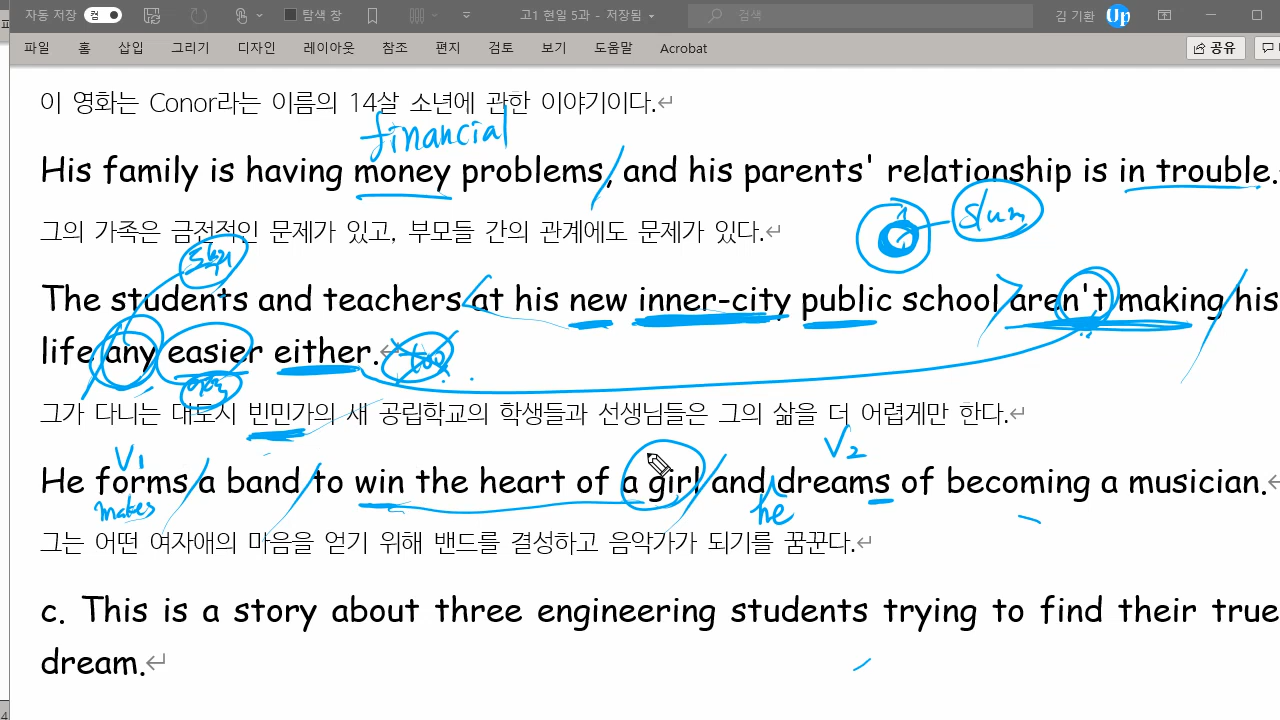 자동 저장 컴 탐색 창 고1 현일 5과 - 저장됨 검색 김 기환 Up
파일 홈 삽입 그리기 디자인 레이아웃 참조 편지 검토 보기 도움말 Acrobat 공유
이 영화는 Conor라는 이름의 14살 소년에 관한 이야기이다.
financial
His family is having money problems, and his parents' relationship is in trouble.
slum
그의 가족은 금전적인 문제가 있고, 부모들 간의 관계에도 문제가 있다.
The students and teachers at his new inner-city public school aren't making his
life any easier either. too
그가 다니는 대도시 빈민가의 새 공립학교의 학생들과 선생님들은 그의 삶을 더 어렵게만 한다.
V1 V2
He forms a band to win the heart of a girl and dreams of becoming a musician.
makes he
그는 어떤 여자애의 마음을 얻기 위해 밴드를 결성하고 음악가가 되기를 꿈꾼다.
c. This is a story about three engineering students trying to find their true
dream.